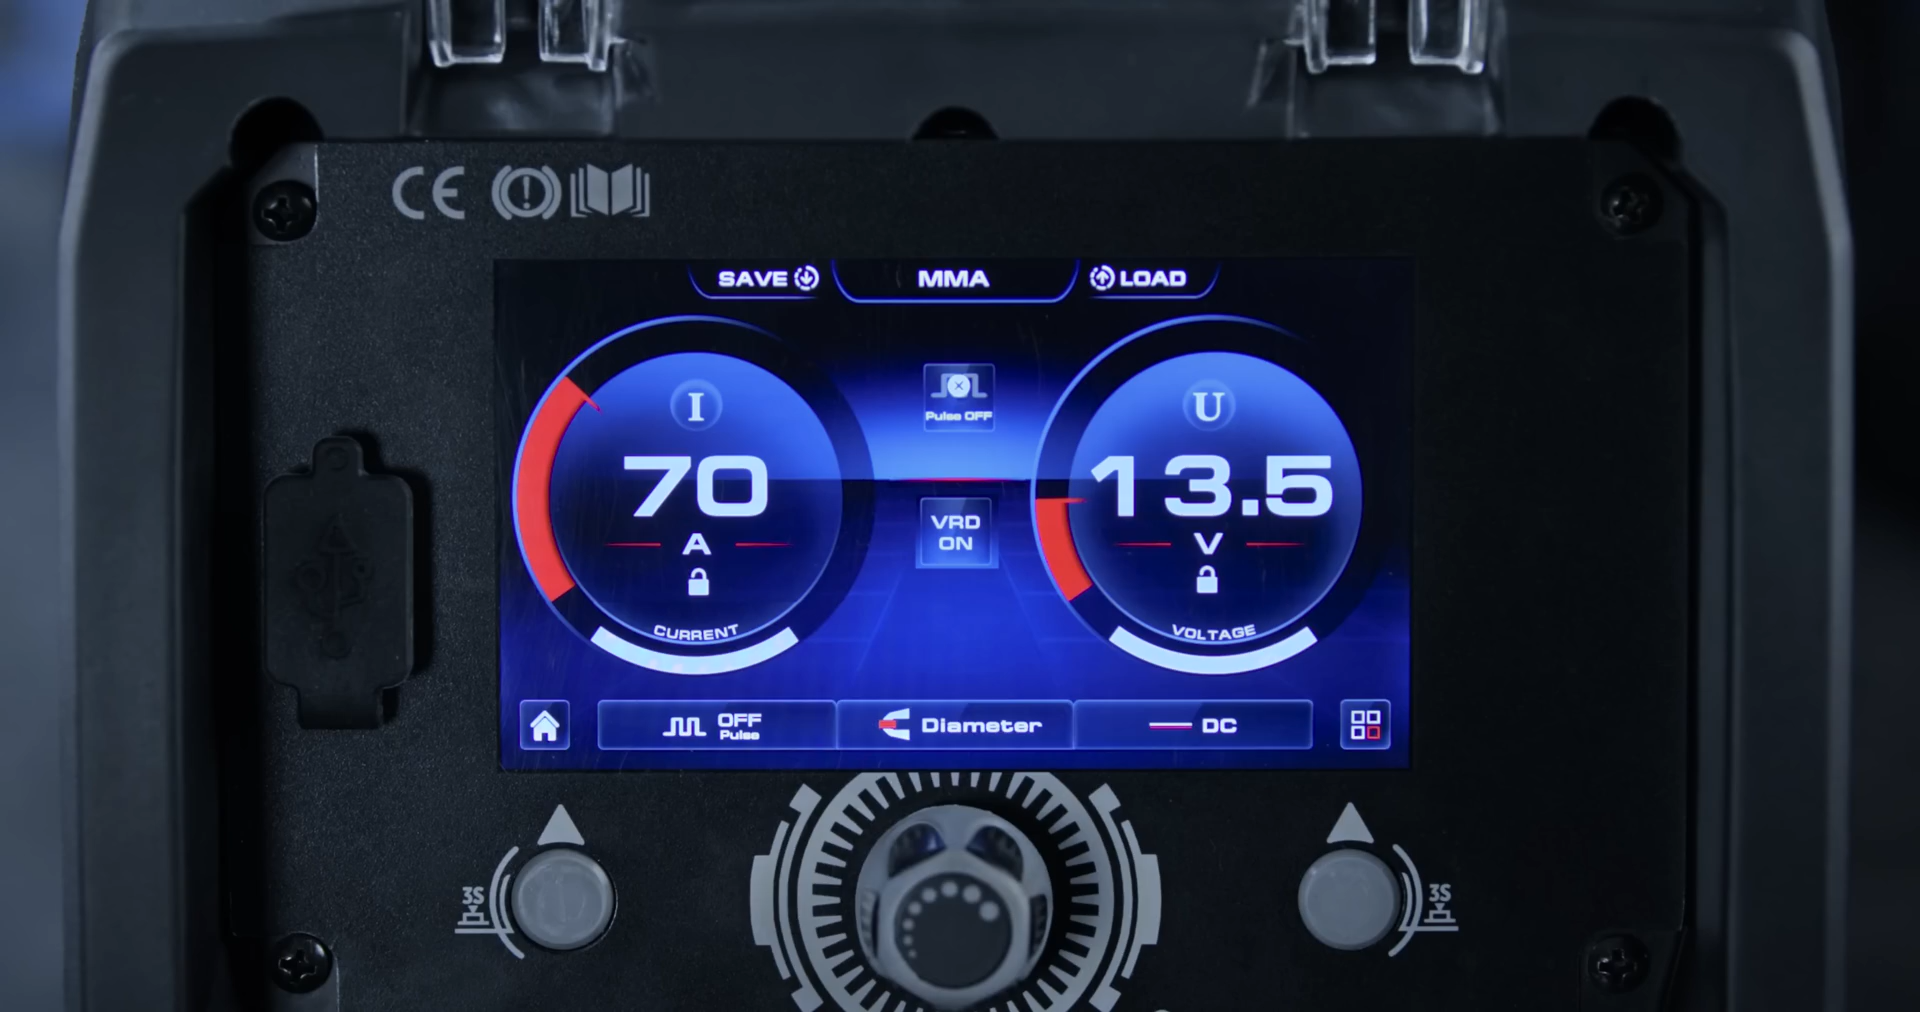 CE
SAVE
MMA
LOAD
I
70
A
CURRENT
Pulse OFF
VRD
ON
U
13.5
V
VOLTAGE
OFF
Pulse
Diameter
DC
3S
3S